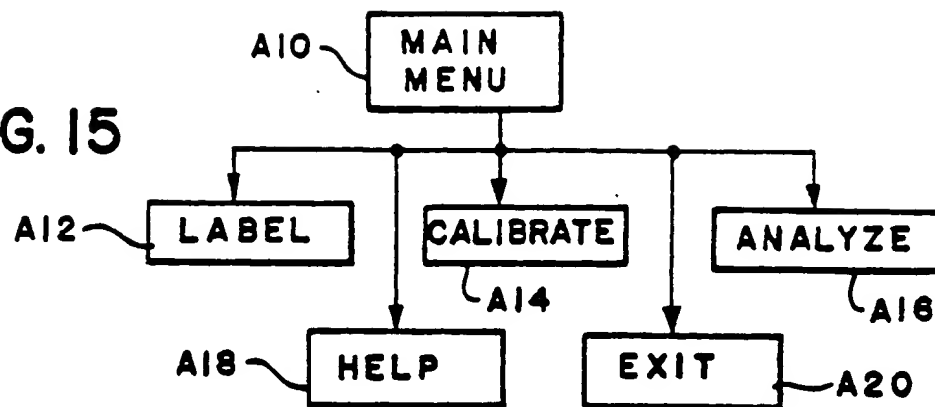 A10
MAIN
MENU
G. 15
A12
LABEL
CALIBRATE
ANALYZE
A14
A16
A18
HELP
EXIT
A20